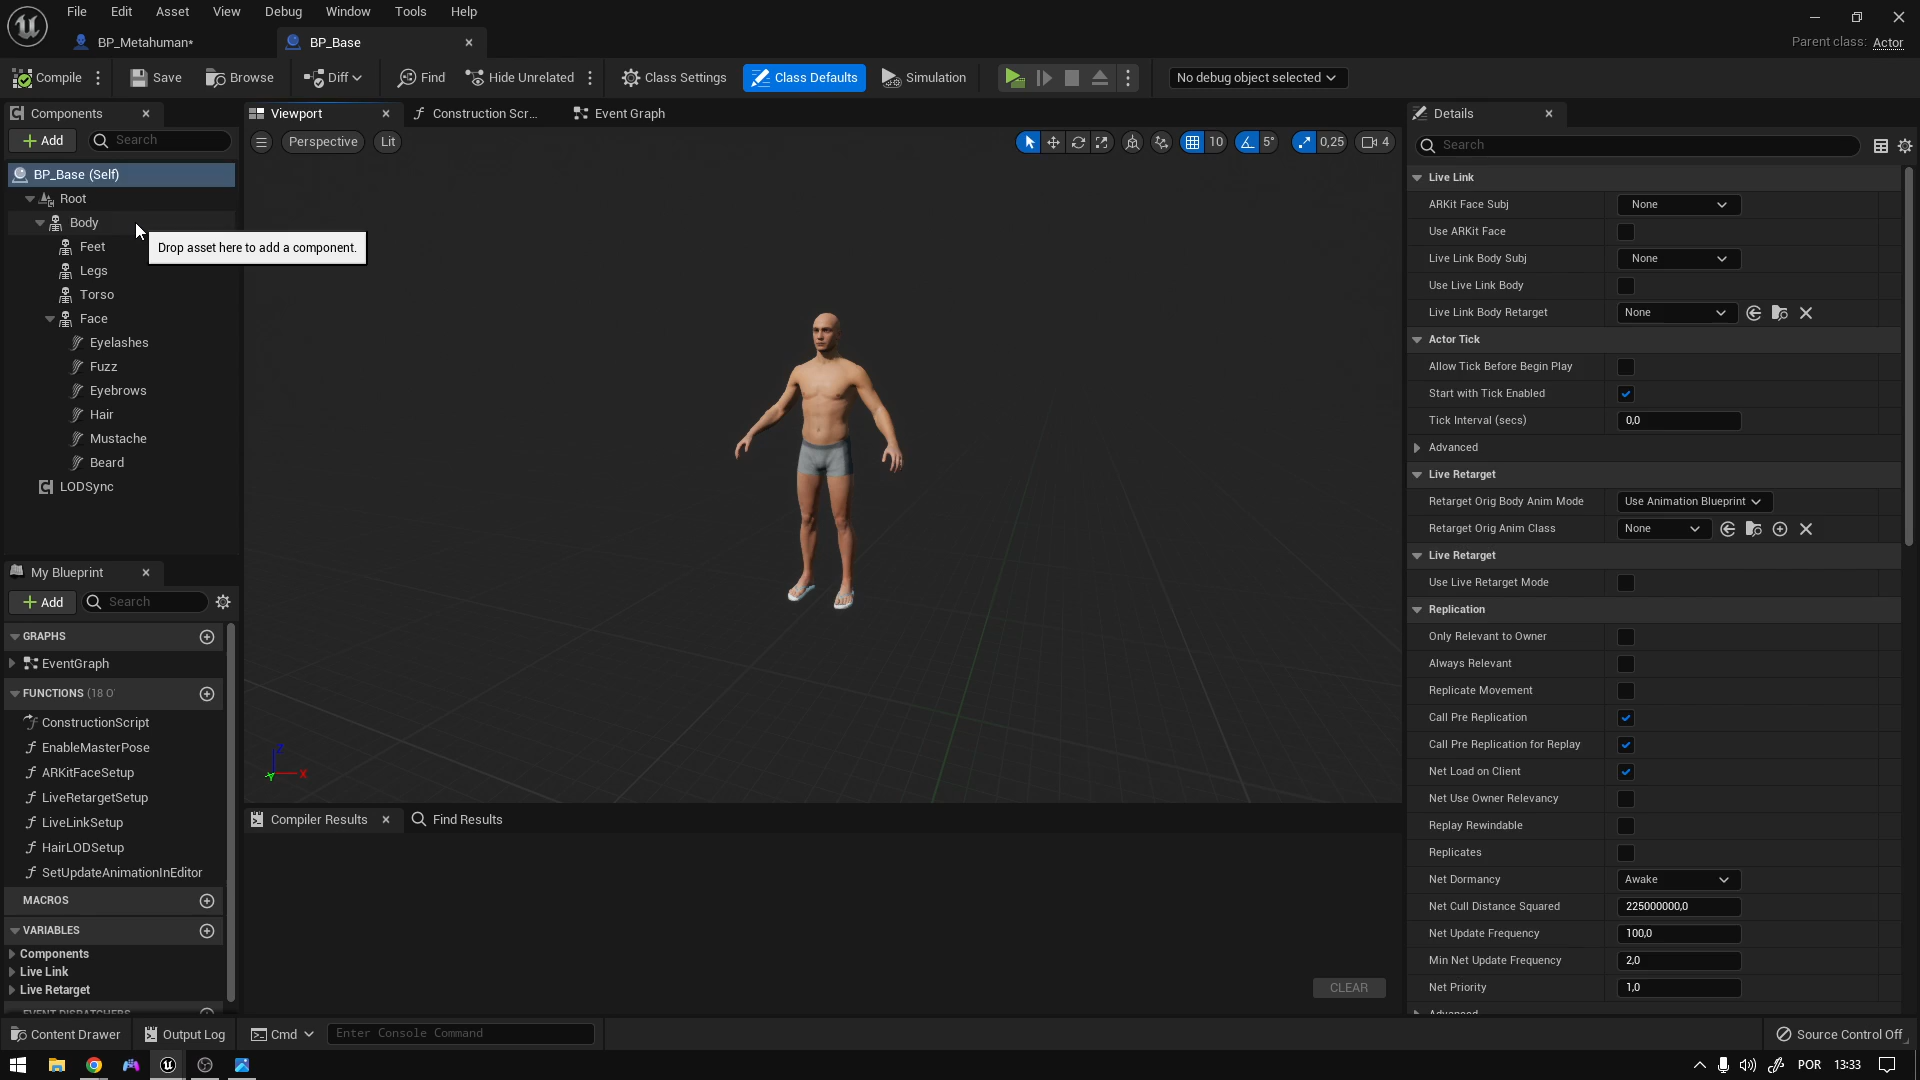 File Edit Asset View Debug Window Tools Help
BP_Metahuman*
BP_Base
Parent class: Actor
Compile
Save
Browse
Diff
Find
Hide Unrelated
Class Settings
Class Defaults
Simulation
No debug object selected
Components
Add
Search
BP_Base (Self)
Root
Body
Feet
Legs
Torso
Face
Eyelashes
Fuzz
Eyebrows
Hair
Mustache
Beard
LODSync
Drop asset here to add a component.
My Blueprint
Add
Search
GRAPHS
EventGraph
FUNCTIONS (18 O
ConstructionScript
EnableMasterPose
ARKitFaceSetup
LiveRetargetSetup
LiveLinkSetup
HairLODSetup
SetUpdateAnimationInEditor
MACROS
VARIABLES
Components
Live Link
Live Retarget
EVENT DISPATCHERS
Viewport
Construction Scr...
Event Graph
Perspective
Lit
10
5°
0,25
4
Z
X
Y
Compiler Results
Find Results
CLEAR
Details
Search
Live Link
ARKit Face Subj None
Use ARKit Face
Live Link Body Subj None
Use Live Link Body
Live Link Body Retarget None
Actor Tick
Allow Tick Before Begin Play
Start with Tick Enabled
Tick Interval (secs) 0,0
Advanced
Live Retarget
Retarget Orig Body Anim Mode Use Animation Blueprint
Retarget Orig Anim Class None
Live Retarget
Use Live Retarget Mode
Replication
Only Relevant to Owner
Always Relevant
Replicate Movement
Call Pre Replication
Call Pre Replication for Replay
Net Load on Client
Net Use Owner Relevancy
Replay Rewindable
Replicates
Net Dormancy Awake
Net Cull Distance Squared 225000000,0
Net Update Frequency 100,0
Min Net Update Frequency 2,0
Net Priority 1,0
Advanced
Content Drawer
Output Log
Cmd
Enter Console Command
Source Control Off
POR
13:33